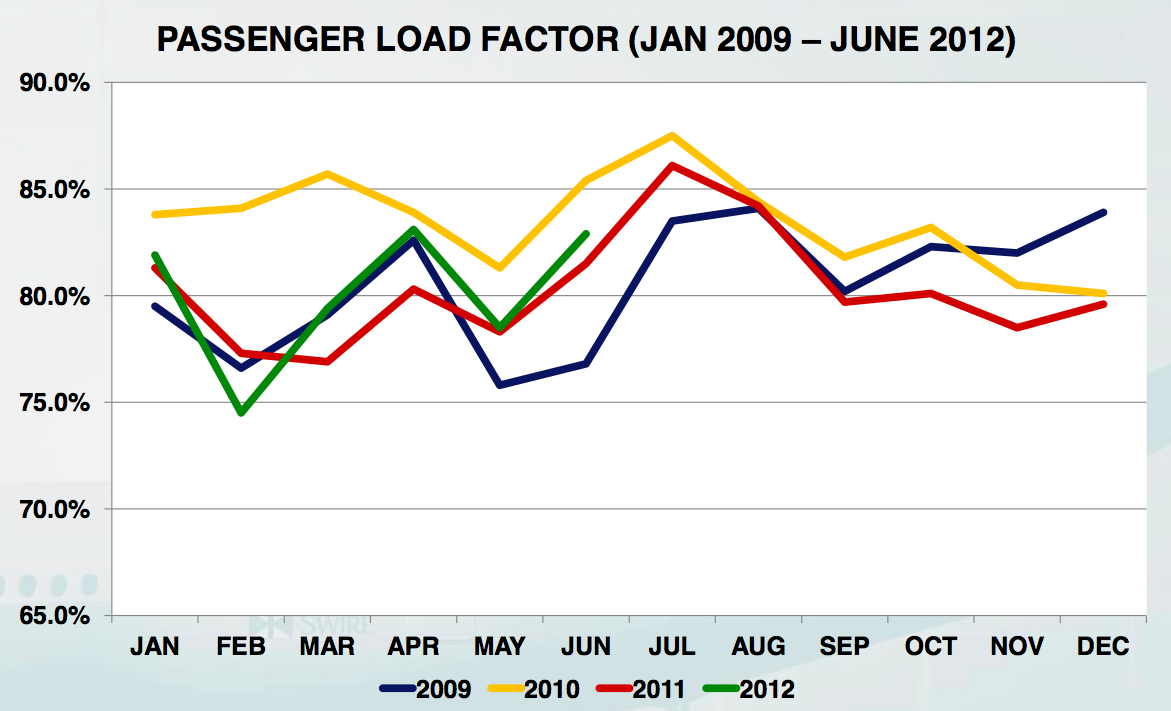 PASSENGER LOAD FACTOR (JAN 2009 – JUNE 2012)
90.0%
85.0%
80.0%
75.0%
70.0%
65.0%
SWIRE
JAN FEB MAR APR MAY JUN JUL AUG SEP OCT NOV DEC
2009 2010 2011 2012